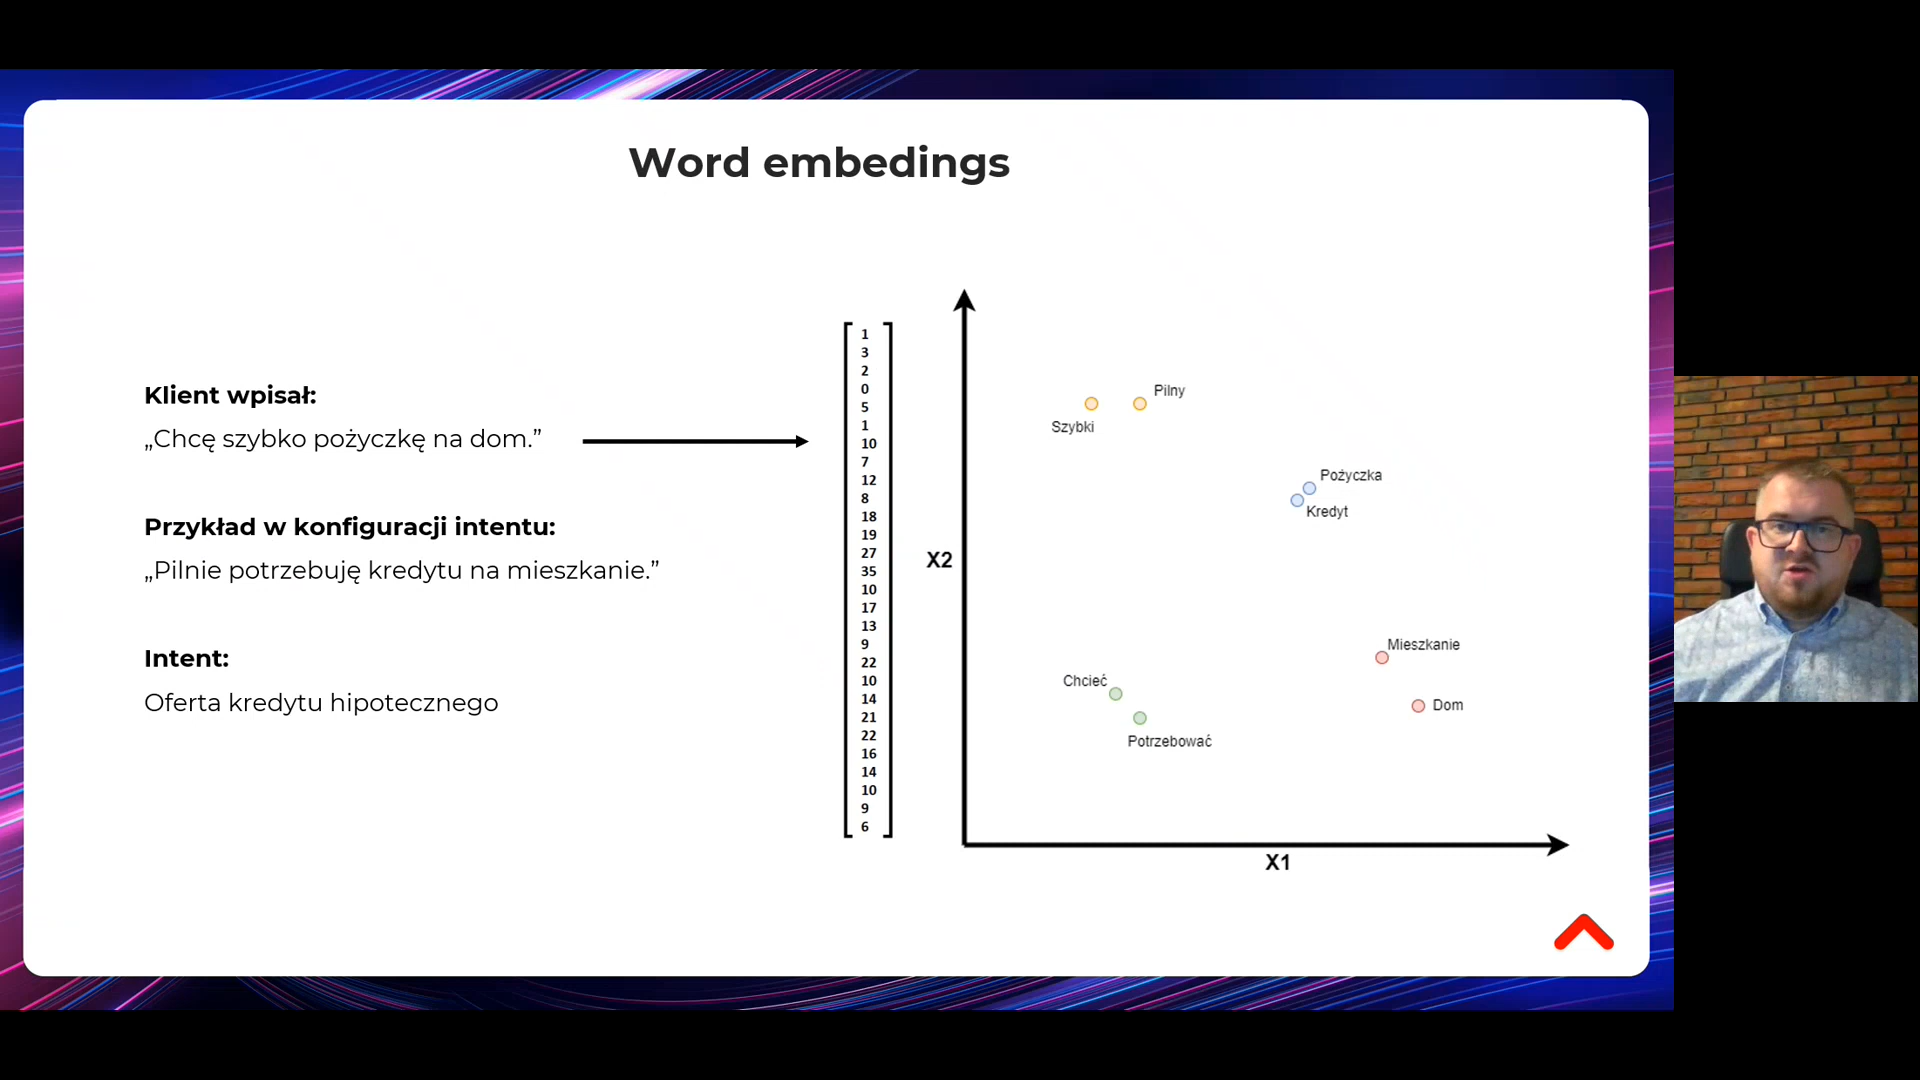 Word embedings
Klient wpisał:
„Chcę szybko pożyczkę na dom.”
Przykład w konfiguracji intentu:
„Pilnie potrzebuję kredytu na mieszkanie.”
Intent:
Oferta kredytu hipotecznego
1
3
2
0
5
1
10
7
12
8
18
19
27
35
10
17
13
9
22
10
14
21
22
16
14
10
9
6
X2
Pilny
Szybki
Pożyczka
Kredyt
Mieszkanie
Chcieć
Dom
Potrzebować
X1